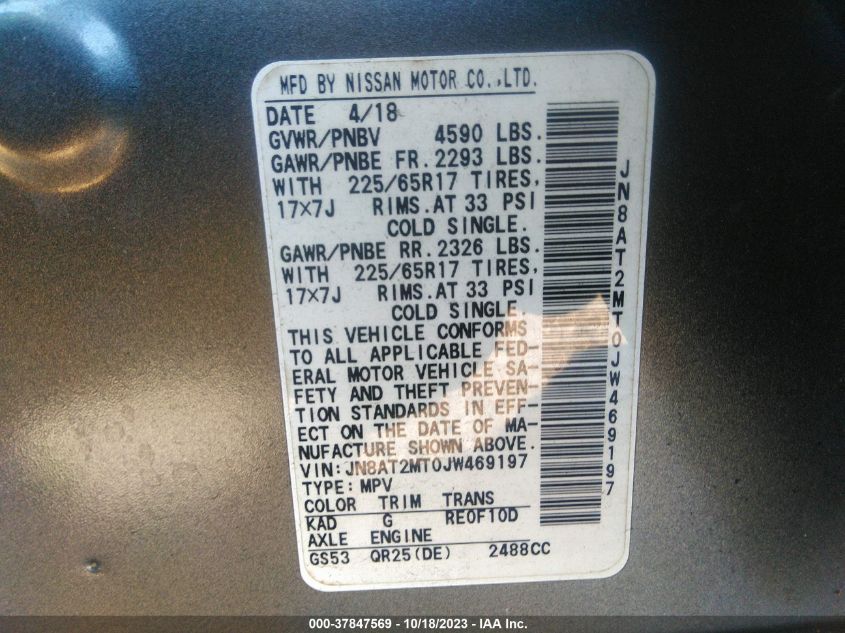 MFD BY NISSAN MOTOR CO.,LTD.
DATE 4/18
GVWR/PNBV 4590 LBS.
GAWR/PNBE FR.2293 LBS.
WITH 225/65R17 TIRES,
17×7J RIMS.AT 33 PSI
COLD SINGLE.
GAWR/PNBE RR.2326 LBS.
WITH 225/65R17 TIRES,
17×7J RIMS.AT 33 PSI
COLD SINGLE.
THIS VEHICLE CONFORMS
TO ALL APPLICABLE FED-
ERAL MOTOR VEHICLE SA-
FETY AND THEFT PREVEN-
TION STANDARDS IN EFF-
ECT ON THE DATE OF MA-
NUFACTURE SHOWN ABOVE.
VIN:JN8AT2MT0JW469197
TYPE:MPV
COLOR TRIM TRANS
KAD G RE0F10D
AXLE ENGINE
GS53 QR25(DE) 2488CC
JN8AT2MT0JW469197
000-37847569 - 10/18/2023 - IAA Inc.